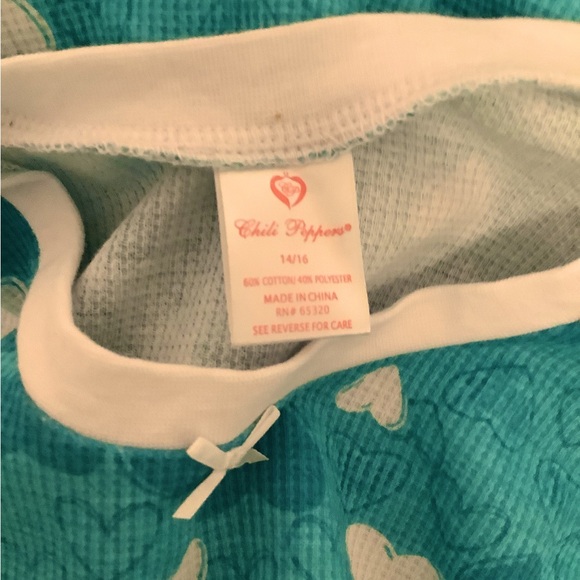 Chili Peppers®
14/16
60% COTTON/ 40% POLYESTER
MADE IN CHINA
RN# 65320
SEE REVERSE FOR CARE